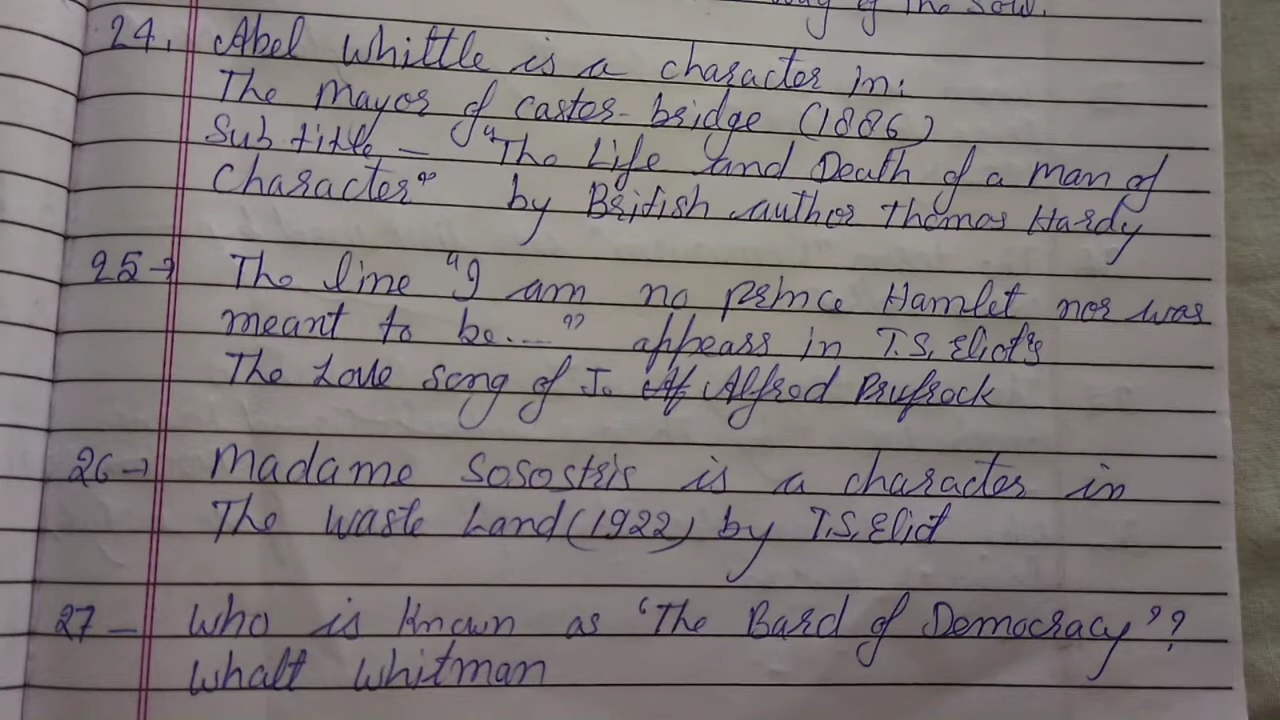 of the Soul.
24. Abel Whittle is a character in:
The Mayor of Caster-bridge (1886)
Sub title - "The Life and Death of a man of
Character" by British author Thomas Hardy
25→ The line "I am no prince Hamlet nor was
meant to be...." appears in T.S. Eliot's
The Love Song of J. Alfred Prufrock
26→ Madame Sosostris is a character in
The Waste Land (1922) by T.S. Eliot
27- Who is Known as 'The Bard of Democracy'?
Whalt Whitman